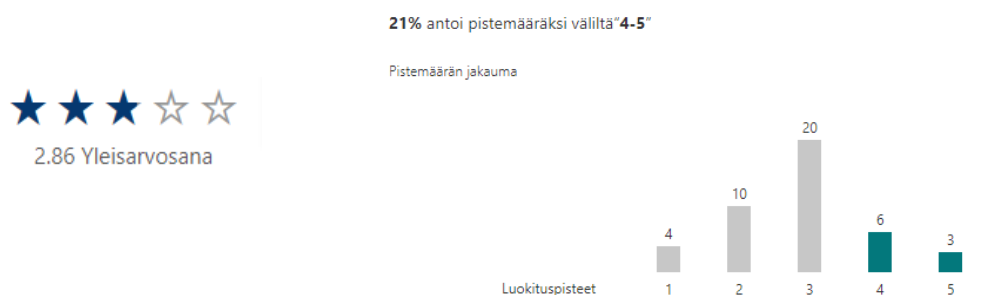 21% antoi pistemääräksi väliltä"4-5"
Pistemäärän jakauma
2.86 Yleisarvosana
20
10
6
4
3
Luokituspisteet 1 2 3 4 5